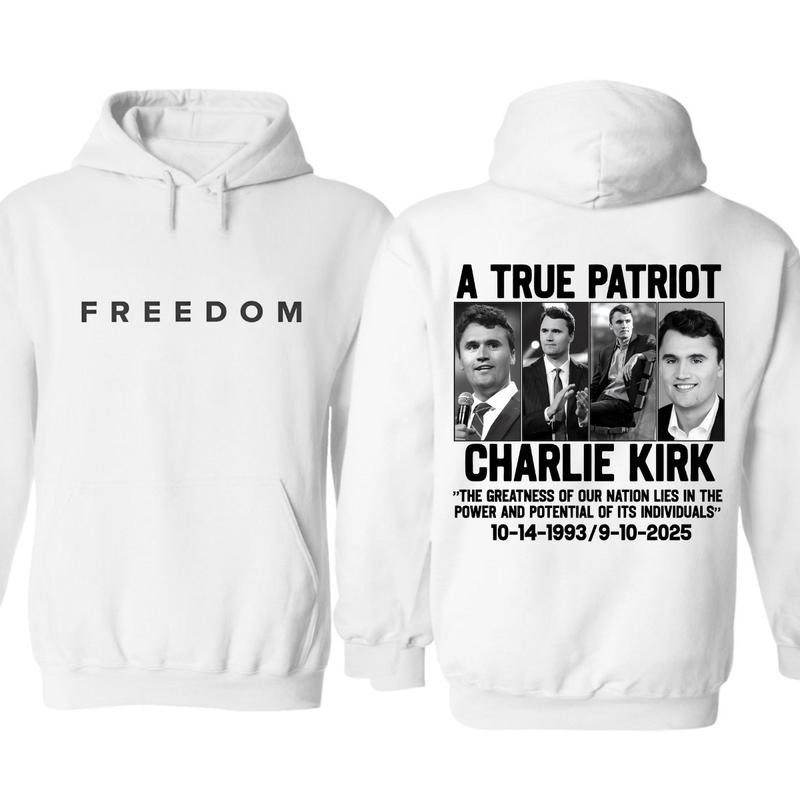 FREEDOM
A TRUE PATRIOT
CHARLIE KIRK
"THE GREATNESS OF OUR NATION LIES IN THE
POWER AND POTENTIAL OF ITS INDIVIDUALS"
10-14-1993/9-10-2025